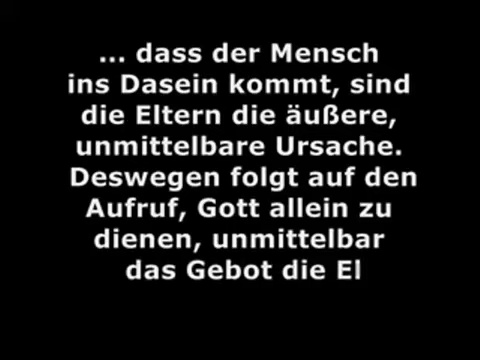 ... dass der Mensch
ins Dasein kommt, sind
die Eltern die äußere,
unmittelbare Ursache.
Deswegen folgt auf den
Aufruf, Gott allein zu
dienen, unmittelbar
das Gebot die El